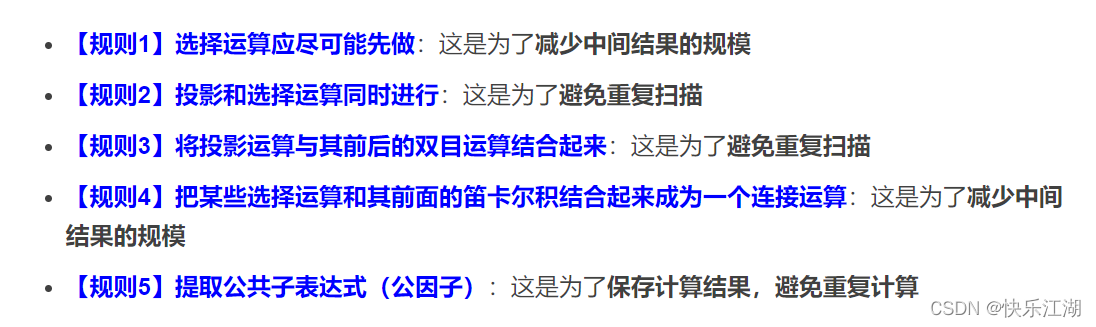 【规则1】选择运算应尽可能先做：这是为了减少中间结果的规模
【规则2】投影和选择运算同时进行：这是为了避免重复扫描
【规则3】将投影运算与其前后的双目运算结合起来：这是为了避免重复扫描
【规则4】把某些选择运算和其前面的笛卡尔积结合起来成为一个连接运算：这是为了减少中间
结果的规模
【规则5】提取公共子表达式（公因子）：这是为了保存计算结果，避免重复计算
CSDN @快乐江湖